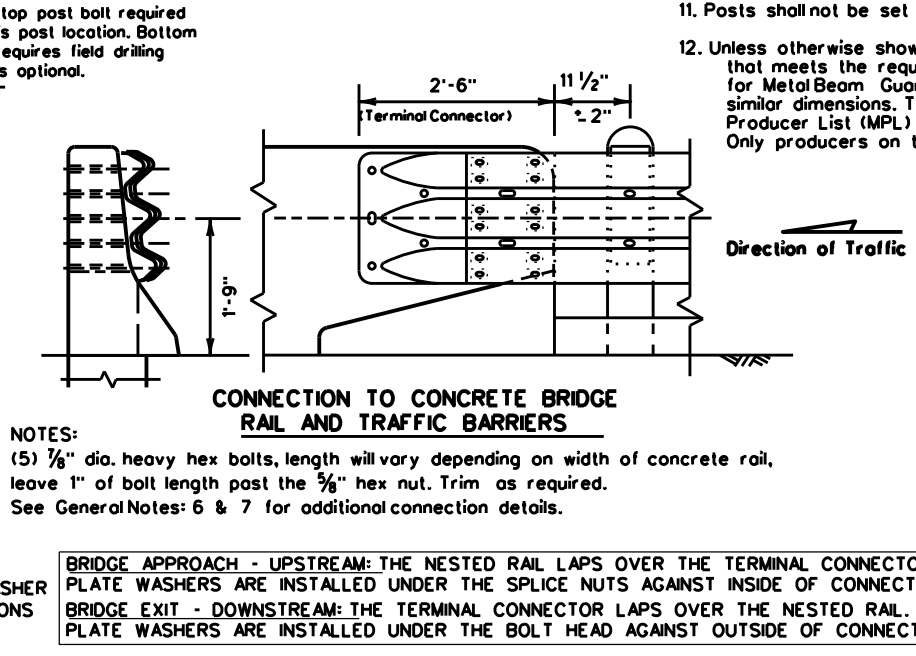 top post bolt required
s post location. Bottom
equires field drilling
s optional.
11. Posts shall not be set
12. Unless otherwise show
that meets the requ
for Metal Beam Gua
similar dimensions. T
Producer List (MPL)
Only producers on t
2'-6"
11 1/2"
(Terminal Connector)
± 2"
Direction of Traffic
1'-9"
CONNECTION TO CONCRETE BRIDGE
RAIL AND TRAFFIC BARRIERS
NOTES:
(5) 7/8" dia. heavy hex bolts, length will vary depending on width of concrete rail,
leave 1" of bolt length past the 5/8" hex nut. Trim as required.
See General Notes: 6 & 7 for additional connection details.
SHER
ONS
BRIDGE APPROACH - UPSTREAM: THE NESTED RAIL LAPS OVER THE TERMINAL CONNECTO
PLATE WASHERS ARE INSTALLED UNDER THE SPLICE NUTS AGAINST INSIDE OF CONNECT
BRIDGE EXIT - DOWNSTREAM: THE TERMINAL CONNECTOR LAPS OVER THE NESTED RAIL.
PLATE WASHERS ARE INSTALLED UNDER THE BOLT HEAD AGAINST OUTSIDE OF CONNECT